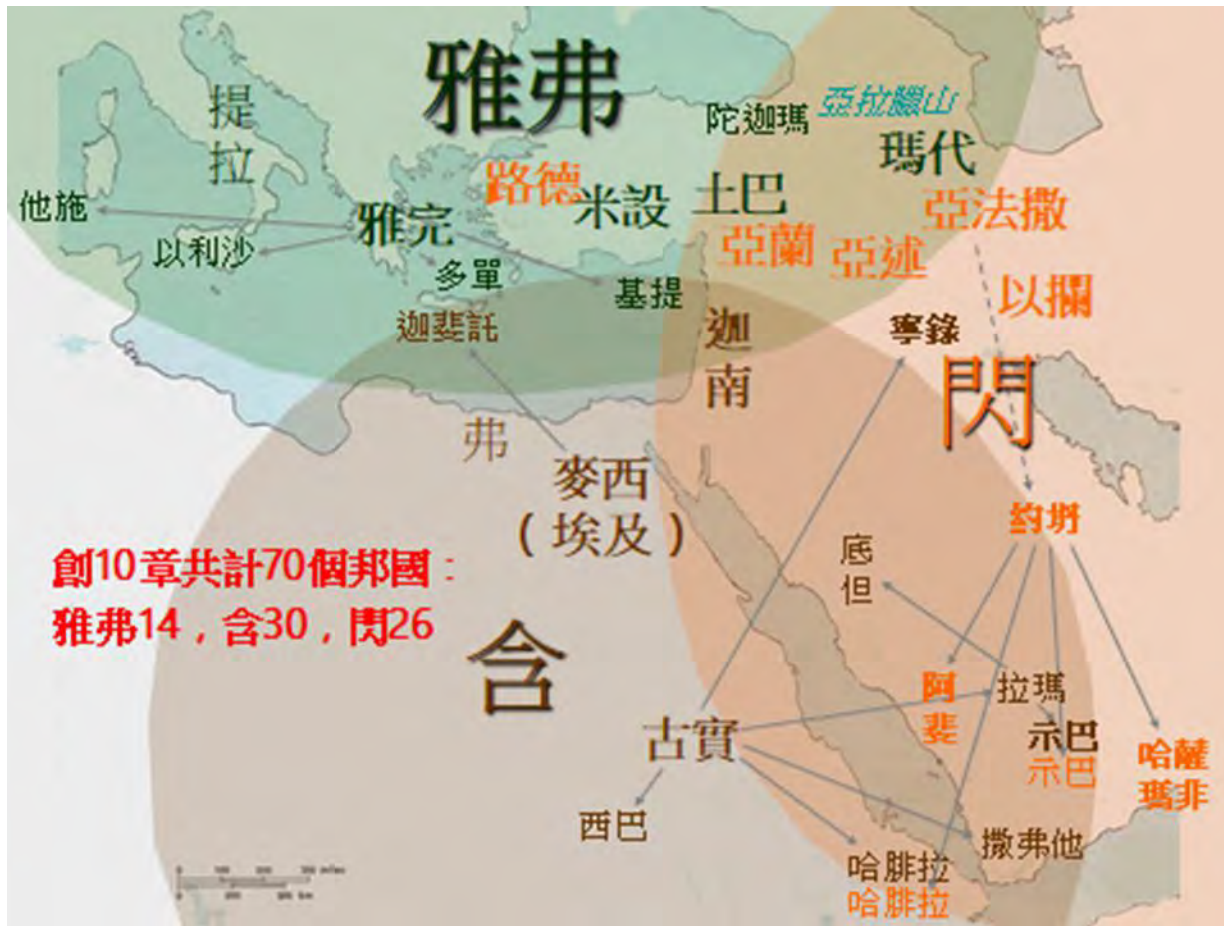 雅弗
提拉
陀迦瑪
亞拉臘山
瑪代
他施
路德
米設
土巴
亞法撒
雅完
以利沙
多單
基提
亞蘭
亞述
以攔
迦斐託
迦南
寧錄
閃
弗
麥西
(埃及)
約坍
創10章共計70個邦國：
雅弗14，含30，閃26
底但
含
阿斐
拉瑪
古實
示巴
示巴
哈薩瑪非
西巴
撒弗他
哈腓拉
哈腓拉